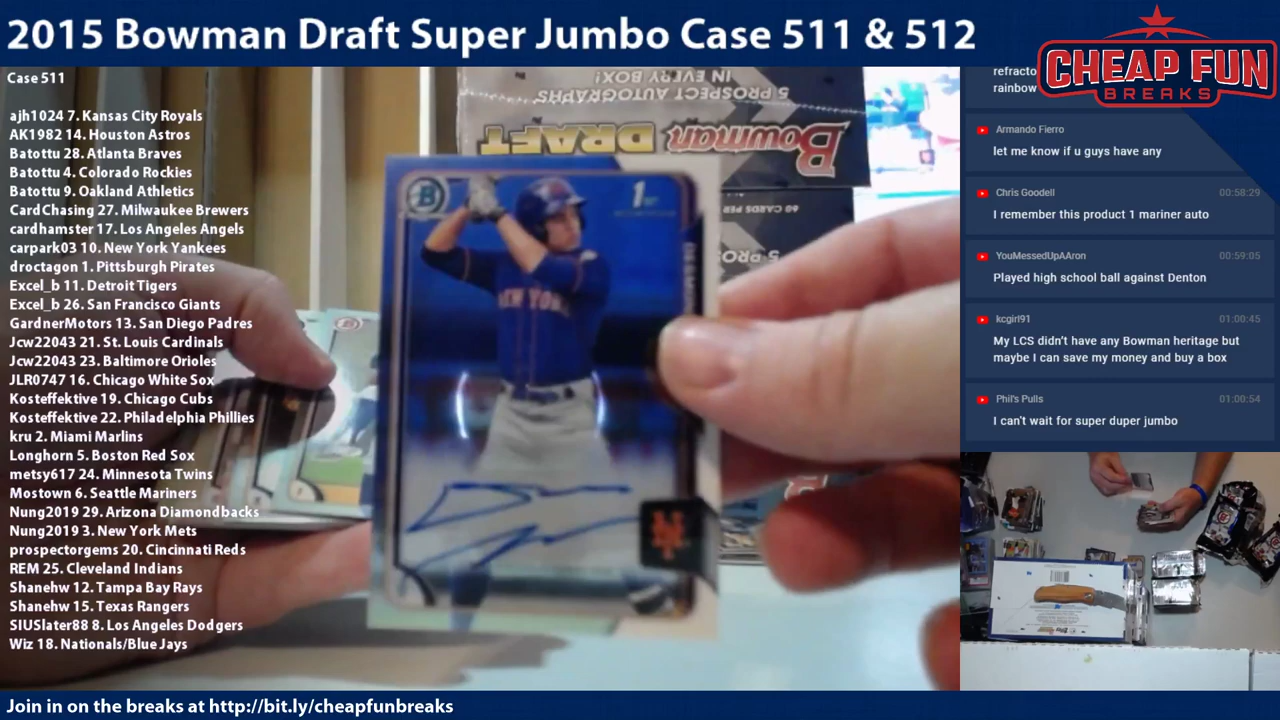 2015 Bowman Draft Super Jumbo Case 511 & 512
CHEAP FUN
BREAKS
Case 511
ajh1024 7. Kansas City Royals
AK1982 14. Houston Astros
Batottu 28. Atlanta Braves
Batottu 4. Colorado Rockies
Batottu 9. Oakland Athletics
CardChasing 27. Milwaukee Brewers
cardhamster 17. Los Angeles Angels
carpark03 10. New York Yankees
droctagon 1. Pittsburgh Pirates
Excel_b 11. Detroit Tigers
Excel_b 26. San Francisco Giants
GardnerMotors 13. San Diego Padres
Jcw22043 21. St. Louis Cardinals
Jcw22043 23. Baltimore Orioles
JLR0747 16. Chicago White Sox
Kosteffektive 19. Chicago Cubs
Kosteffektive 22. Philadelphia Phillies
kru 2. Miami Marlins
Longhorn 5. Boston Red Sox
metsy617 24. Minnesota Twins
Mostown 6. Seattle Mariners
Nung2019 29. Arizona Diamondbacks
Nung2019 3. New York Mets
prospectorgems 20. Cincinnati Reds
REM 25. Cleveland Indians
Shanehw 12. Tampa Bay Rays
Shanehw 15. Texas Rangers
SIUSlater88 8. Los Angeles Dodgers
Wiz 18. Nationals/Blue Jays
5 PROSPECT AUTOGRAPHS
IN EVERY BOX!
Bowman
DRAFT
60 CARDS PER
5 PROS
B
1ST
NEW YORK
NY
refracto
rainbow
Armando Fierro
let me know if u guys have any
Chris Goodell 00:58:29
I remember this product 1 mariner auto
YouMessedUpAAron 00:59:05
Played high school ball against Denton
kcgirl91 01:00:45
My LCS didn't have any Bowman heritage but
maybe I can save my money and buy a box
Phil's Pulls 01:00:54
I can't wait for super duper jumbo
Join in on the breaks at http://bit.ly/cheapfunbreaks